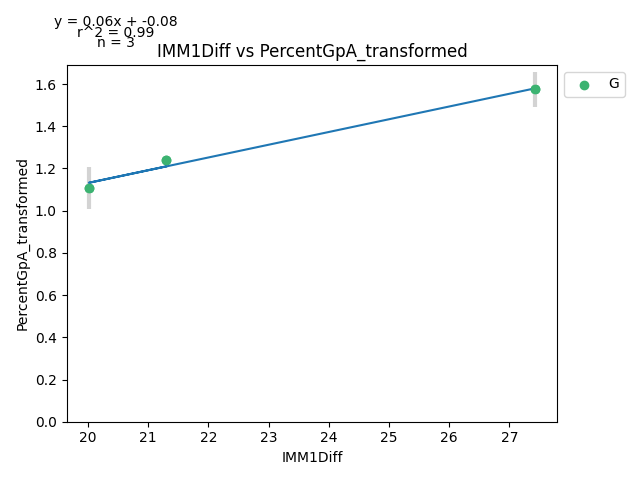 y = 0.06x + -0.08
r^2 = 0.99
n = 3
IMM1Diff vs PercentGpA_transformed
G
1.6
1.4
1.2
1.0
0.8
0.6
0.4
0.2
0.0
PercentGpA_transformed
20 21 22 23 24 25 26 27
IMM1Diff